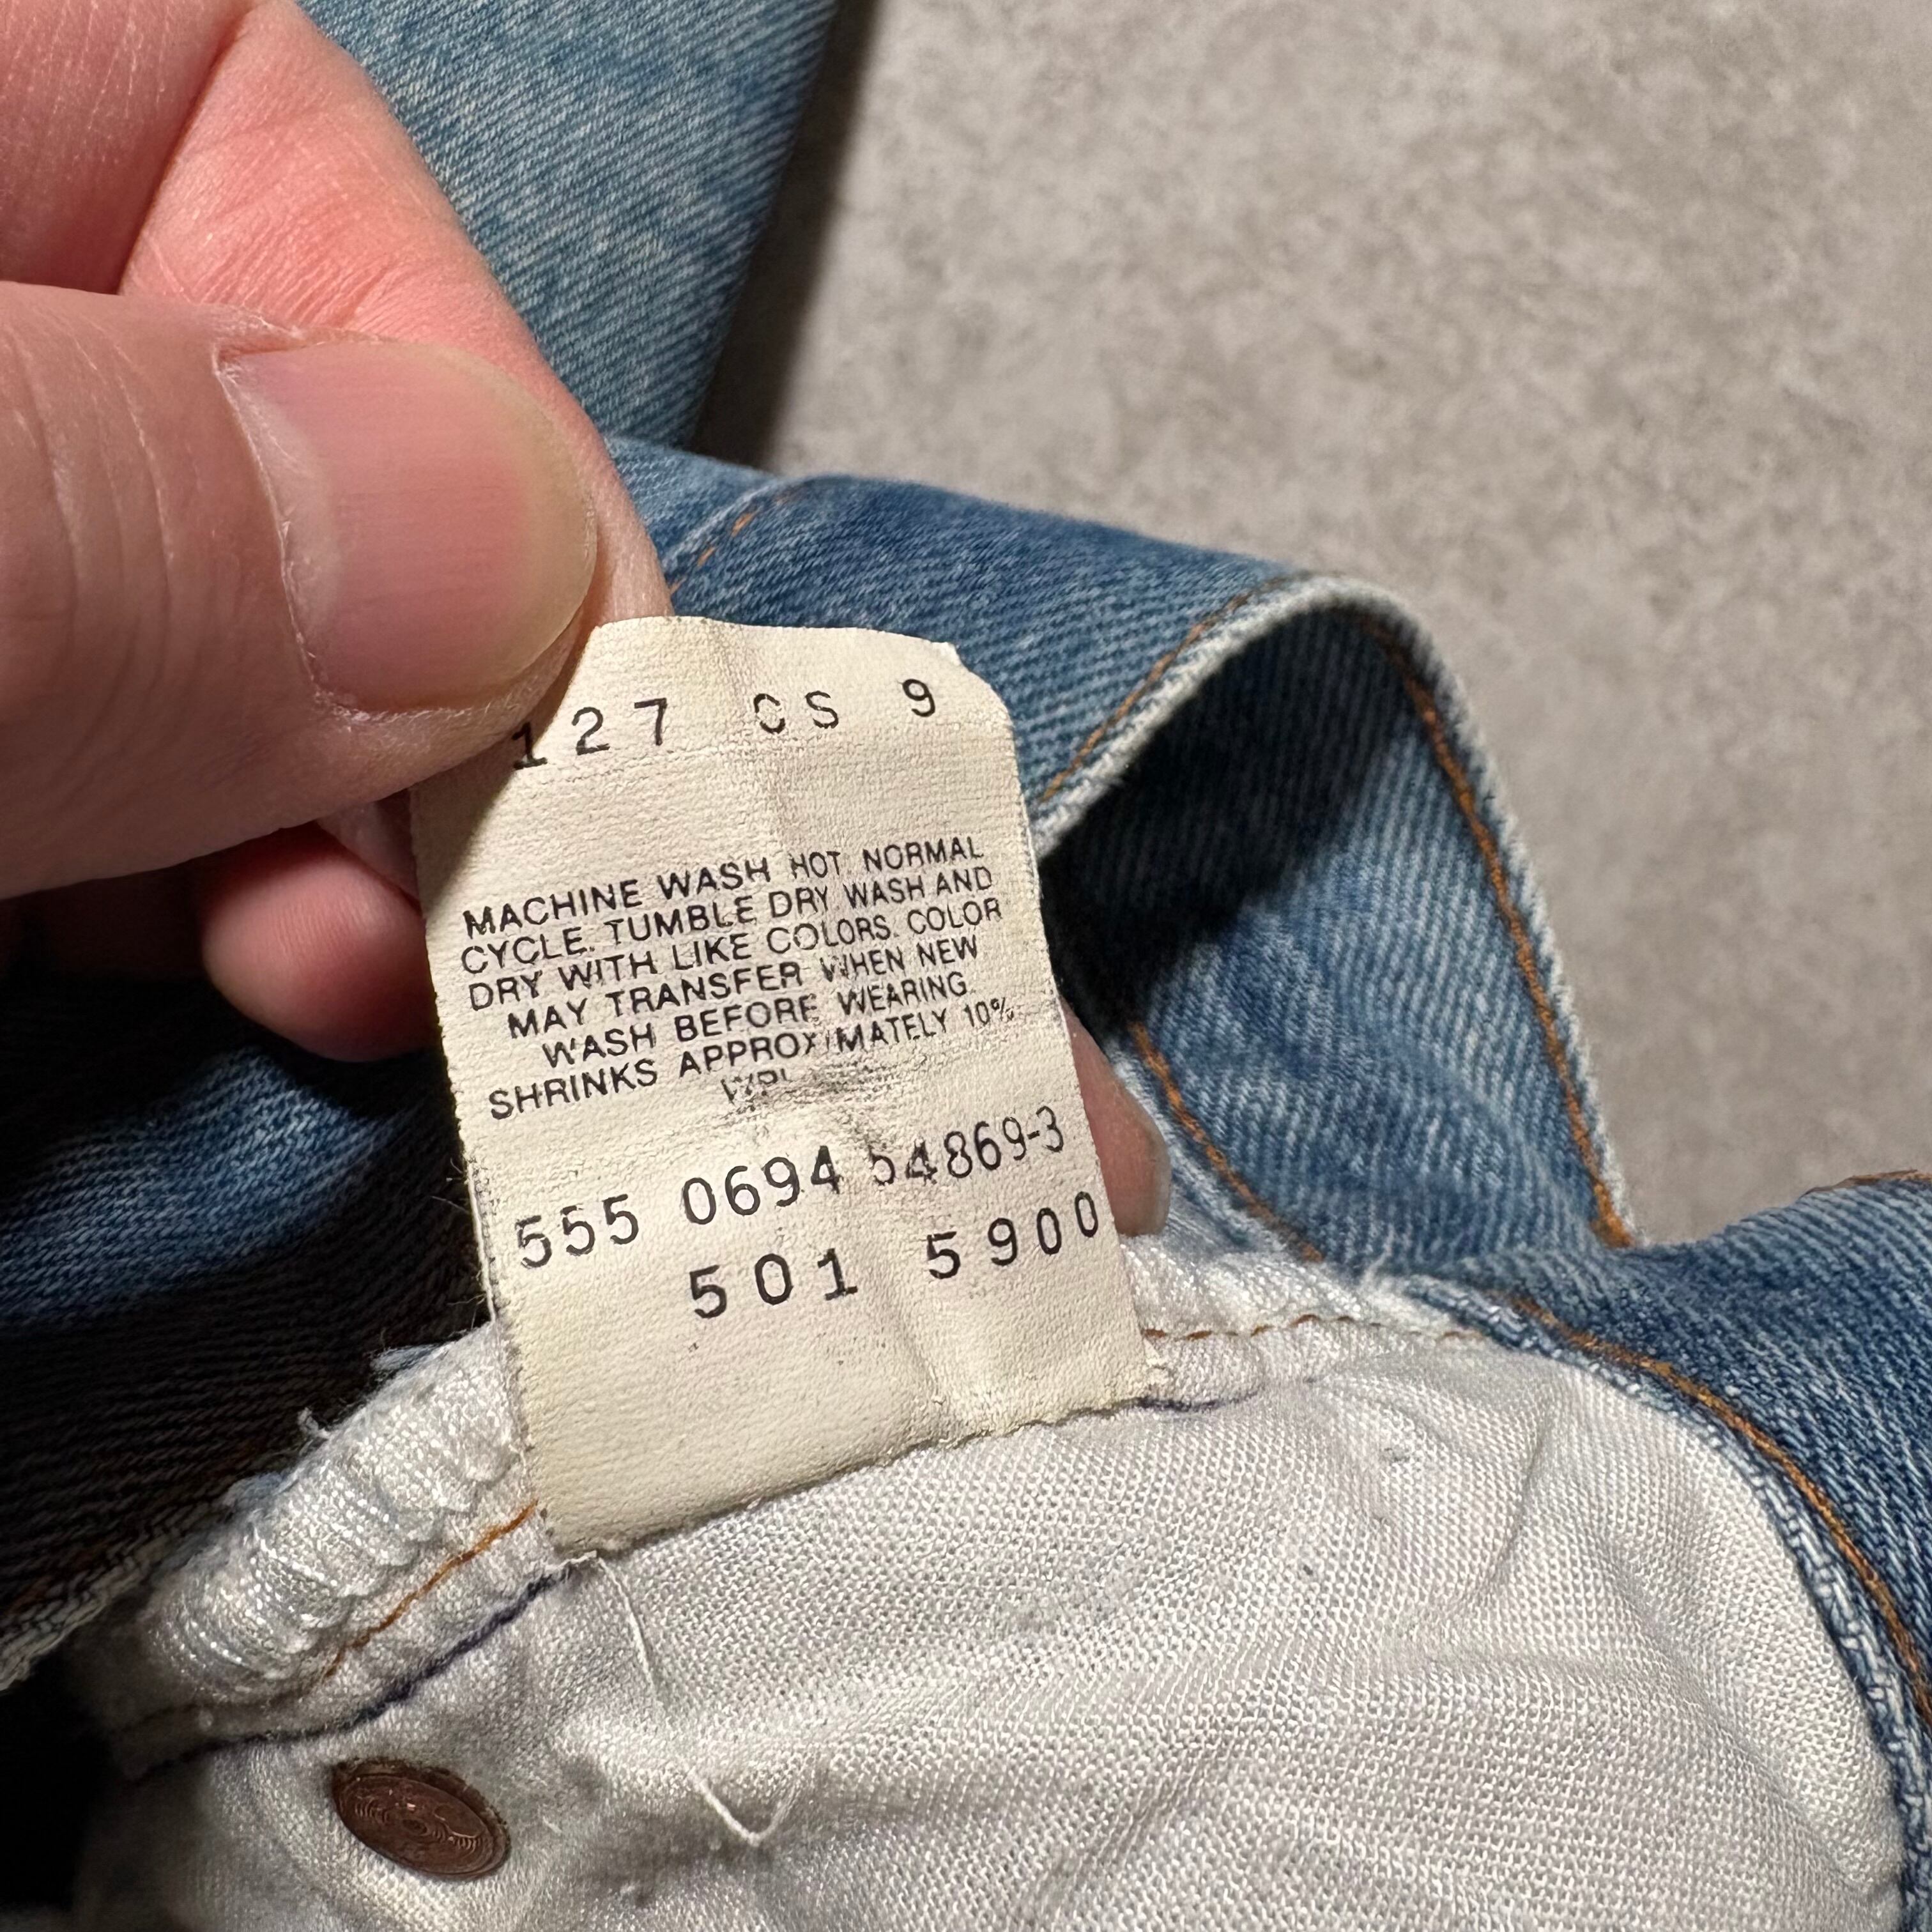 127 CS 9
MACHINE WASH HOT NORMAL
CYCLE. TUMBLE DRY WASH AND
DRY WITH LIKE COLORS. COLOR
MAY TRANSFER WHEN NEW
WASH BEFORE WEARING.
SHRINKS APPROXIMATELY 10%
WPL
555 0694 54869-3
501 5900